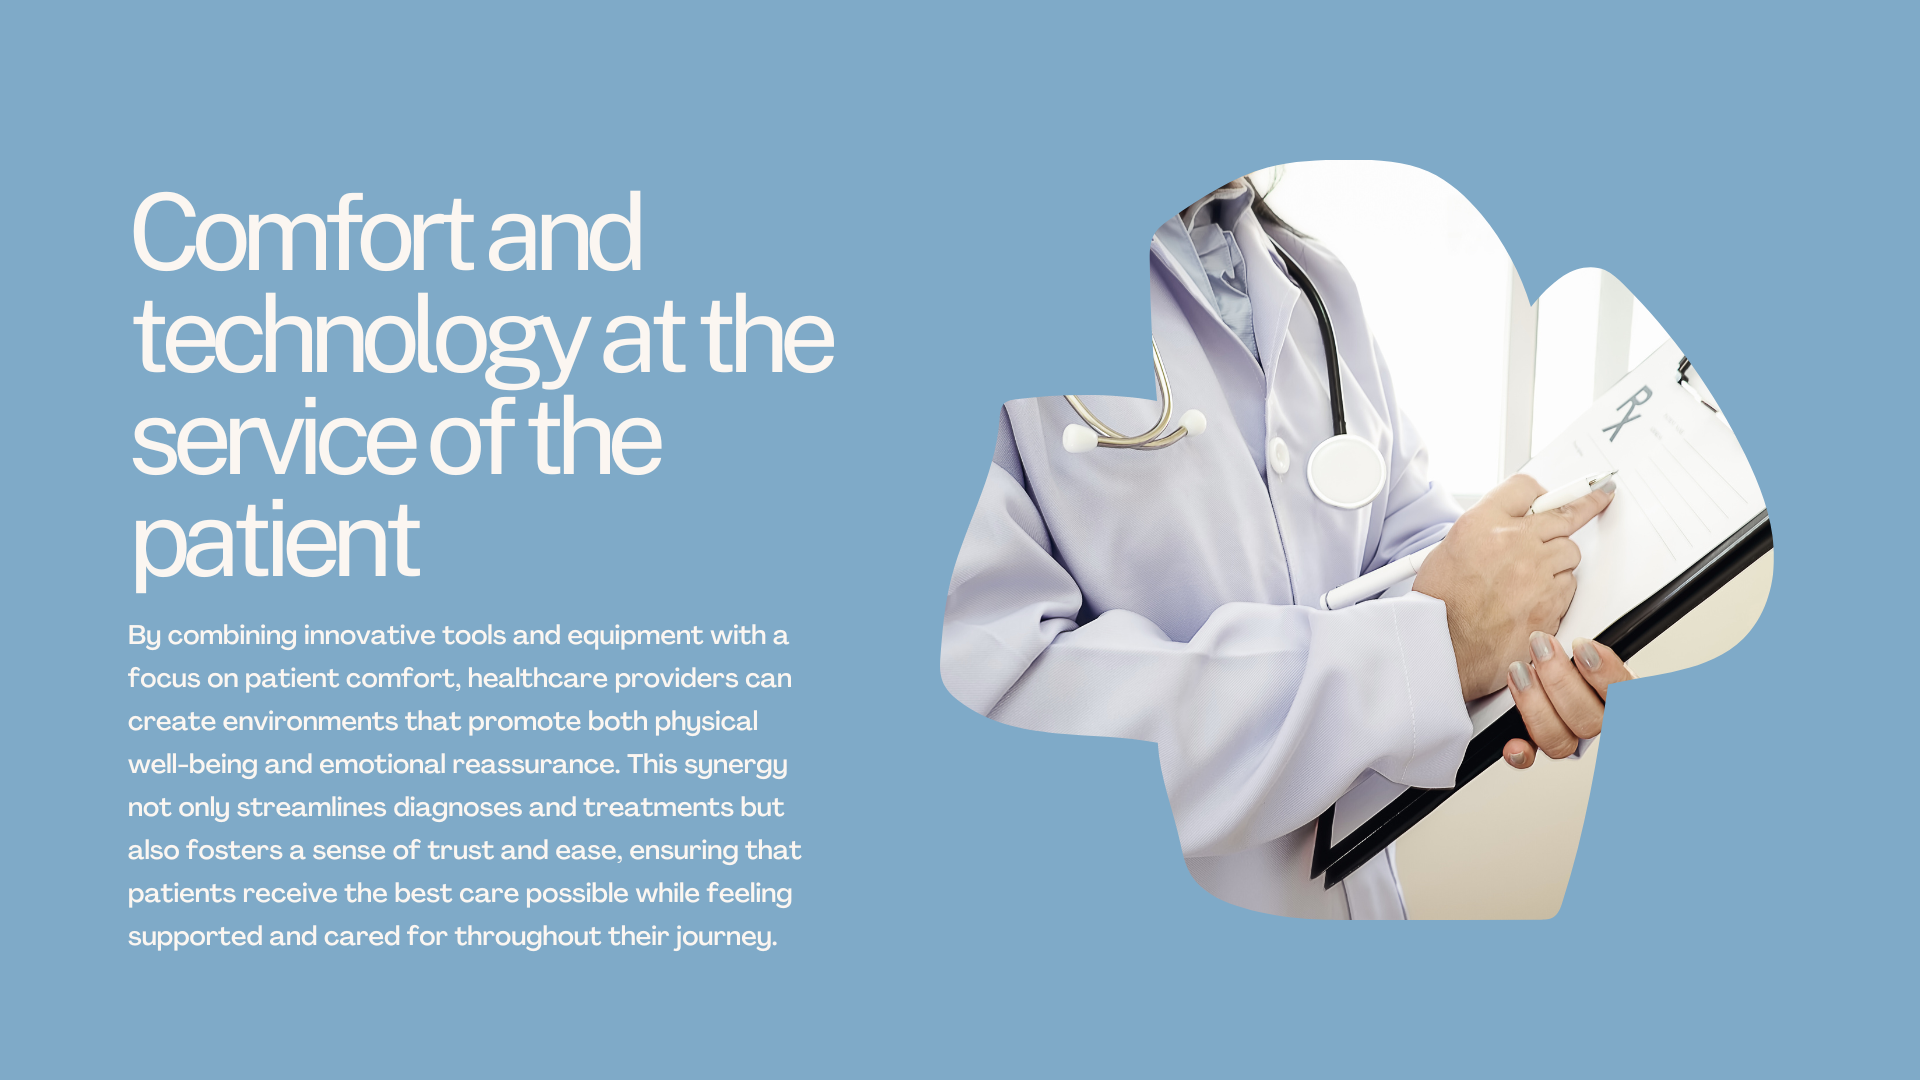 Comfort and
technology at the
service of the
patient
By combining innovative tools and equipment with a
focus on patient comfort, healthcare providers can
create environments that promote both physical
well-being and emotional reassurance. This synergy
not only streamlines diagnoses and treatments but
also fosters a sense of trust and ease, ensuring that
patients receive the best care possible while feeling
supported and cared for throughout their journey.
Rx